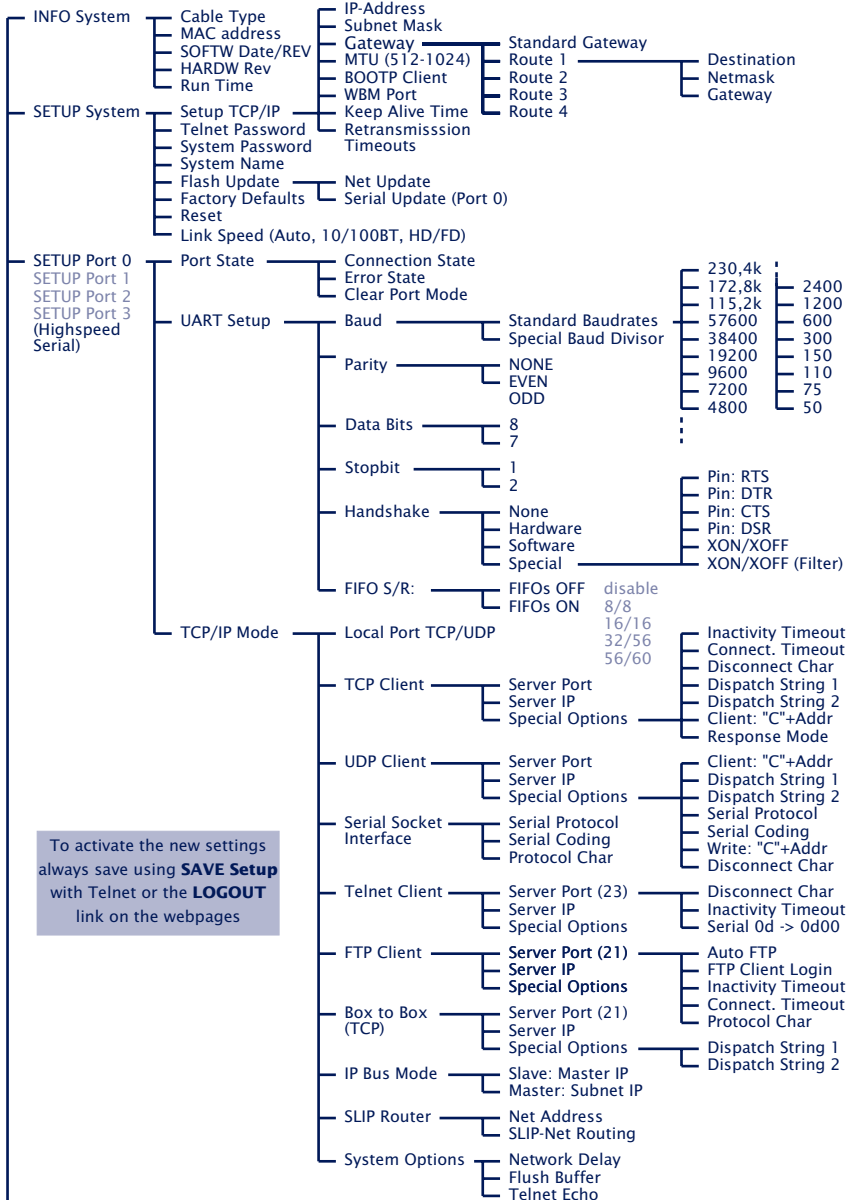 INFO System
Cable Type
MAC address
SOFTW Date/REV
HARDW Rev
Run Time
SETUP System
Setup TCP/IP
IP-Address
Subnet Mask
Gateway
Standard Gateway
Route 1
Destination
Netmask
Gateway
Route 2
Route 3
Route 4
MTU (512-1024)
BOOTP Client
WBM Port
Keep Alive Time
Retransmisssion
Timeouts
Telnet Password
System Password
System Name
Flash Update
Net Update
Serial Update (Port 0)
Factory Defaults
Reset
Link Speed (Auto, 10/100BT, HD/FD)
SETUP Port 0
SETUP Port 1
SETUP Port 2
SETUP Port 3
(Highspeed
Serial)
Port State
Connection State
Error State
Clear Port Mode
UART Setup
Baud
Standard Baudrates
Special Baud Divisor
230,4k
172,8k
115,2k
57600
38400
19200
9600
7200
4800
2400
1200
600
300
150
110
75
50
Parity
NONE
EVEN
ODD
Data Bits
8
7
Stopbit
1
2
Handshake
None
Hardware
Software
Special
Pin: RTS
Pin: DTR
Pin: CTS
Pin: DSR
XON/XOFF
XON/XOFF (Filter)
FIFO S/R:
FIFOs OFF
FIFOs ON
disable
8/8
16/16
32/56
56/60
TCP/IP Mode
Local Port TCP/UDP
TCP Client
Server Port
Server IP
Special Options
Inactivity Timeout
Connect. Timeout
Disconnect Char
Dispatch String 1
Dispatch String 2
Client: "C"+Addr
Response Mode
UDP Client
Server Port
Server IP
Special Options
Client: "C"+Addr
Dispatch String 1
Dispatch String 2
Serial Protocol
Serial Coding
Write: "C"+Addr
Disconnect Char
Serial Socket
Interface
Serial Protocol
Serial Coding
Protocol Char
Telnet Client
Server Port (23)
Server IP
Special Options
Disconnect Char
Inactivity Timeout
Serial 0d -> 0d00
FTP Client
Server Port (21)
Server IP
Special Options
Auto FTP
FTP Client Login
Inactivity Timeout
Connect. Timeout
Protocol Char
Box to Box
(TCP)
Server Port (21)
Server IP
Special Options
Dispatch String 1
Dispatch String 2
IP Bus Mode
Slave: Master IP
Master: Subnet IP
SLIP Router
Net Address
SLIP-Net Routing
System Options
Network Delay
Flush Buffer
Telnet Echo
To activate the new settings
always save using SAVE Setup
with Telnet or the LOGOUT
link on the webpages